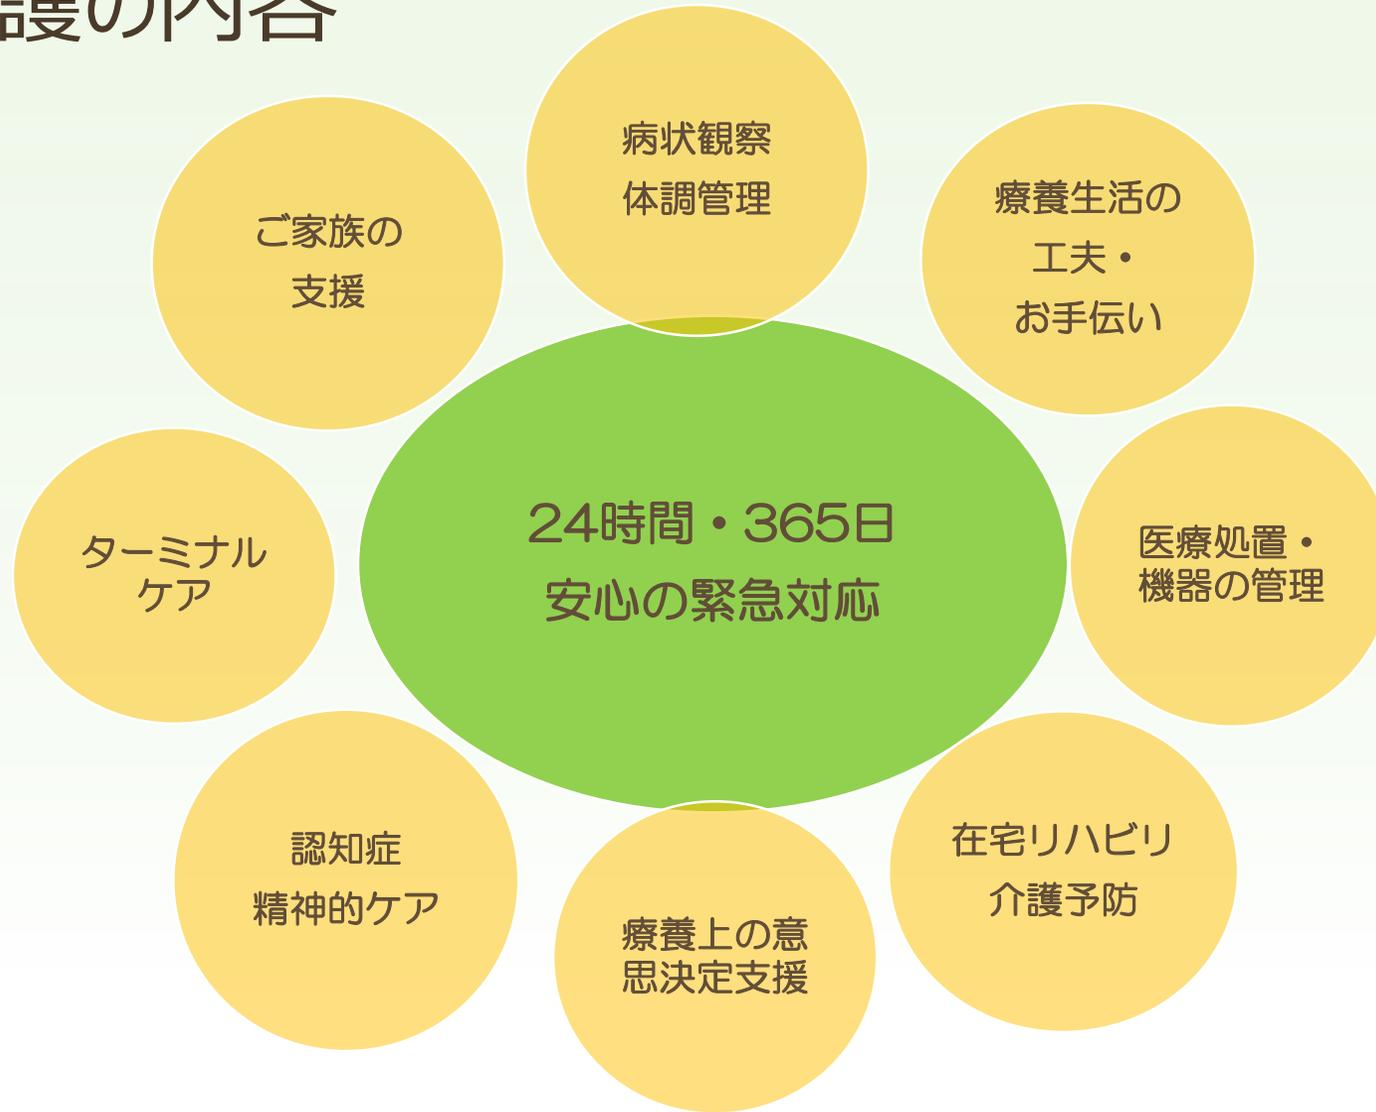 護の内容
病状観察
体調管理
療養生活の
工夫・
お手伝い
医療処置・
機器の管理
在宅リハビリ
介護予防
療養上の意
思決定支援
認知症
精神的ケア
ターミナル
ケア
ご家族の
支援
24時間・365日
安心の緊急対応